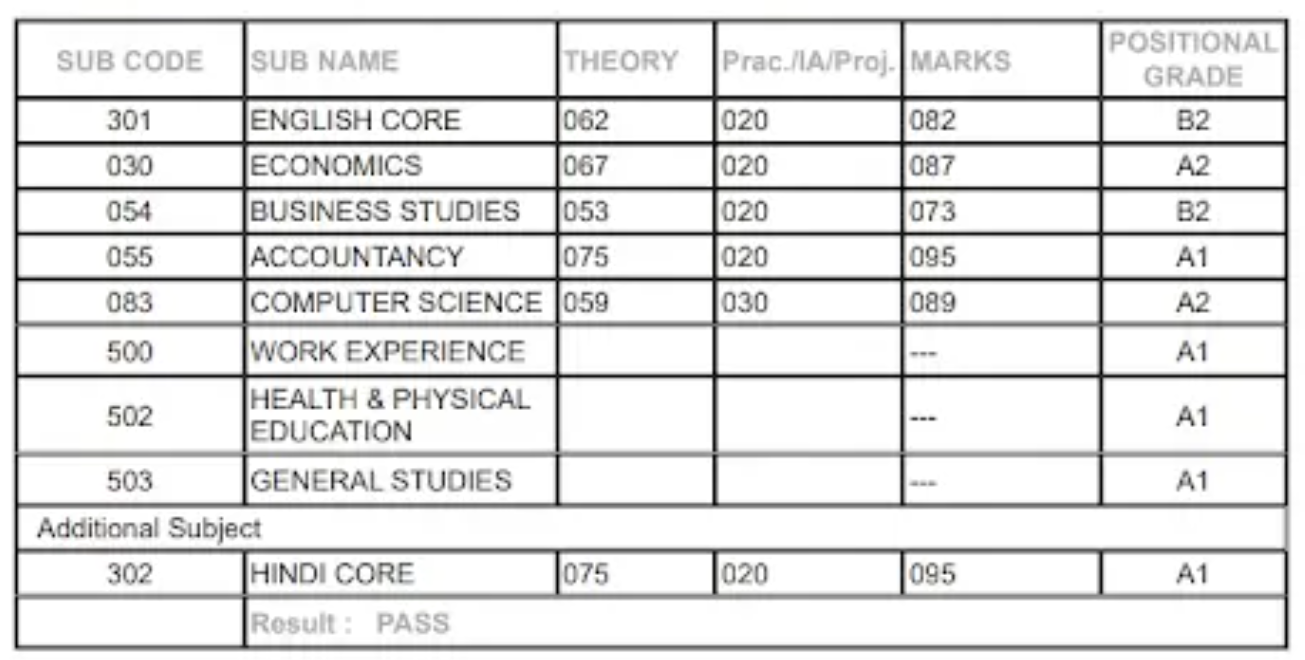 SUB CODE SUB NAME THEORY Prac./IA/Proj. MARKS POSITIONAL GRADE
301 ENGLISH CORE 062 020 082 B2
030 ECONOMICS 067 020 087 A2
054 BUSINESS STUDIES 053 020 073 B2
055 ACCOUNTANCY 075 020 095 A1
083 COMPUTER SCIENCE 059 030 089 A2
500 WORK EXPERIENCE --- A1
502 HEALTH & PHYSICAL EDUCATION --- A1
503 GENERAL STUDIES --- A1
Additional Subject
302 HINDI CORE 075 020 095 A1
Result : PASS